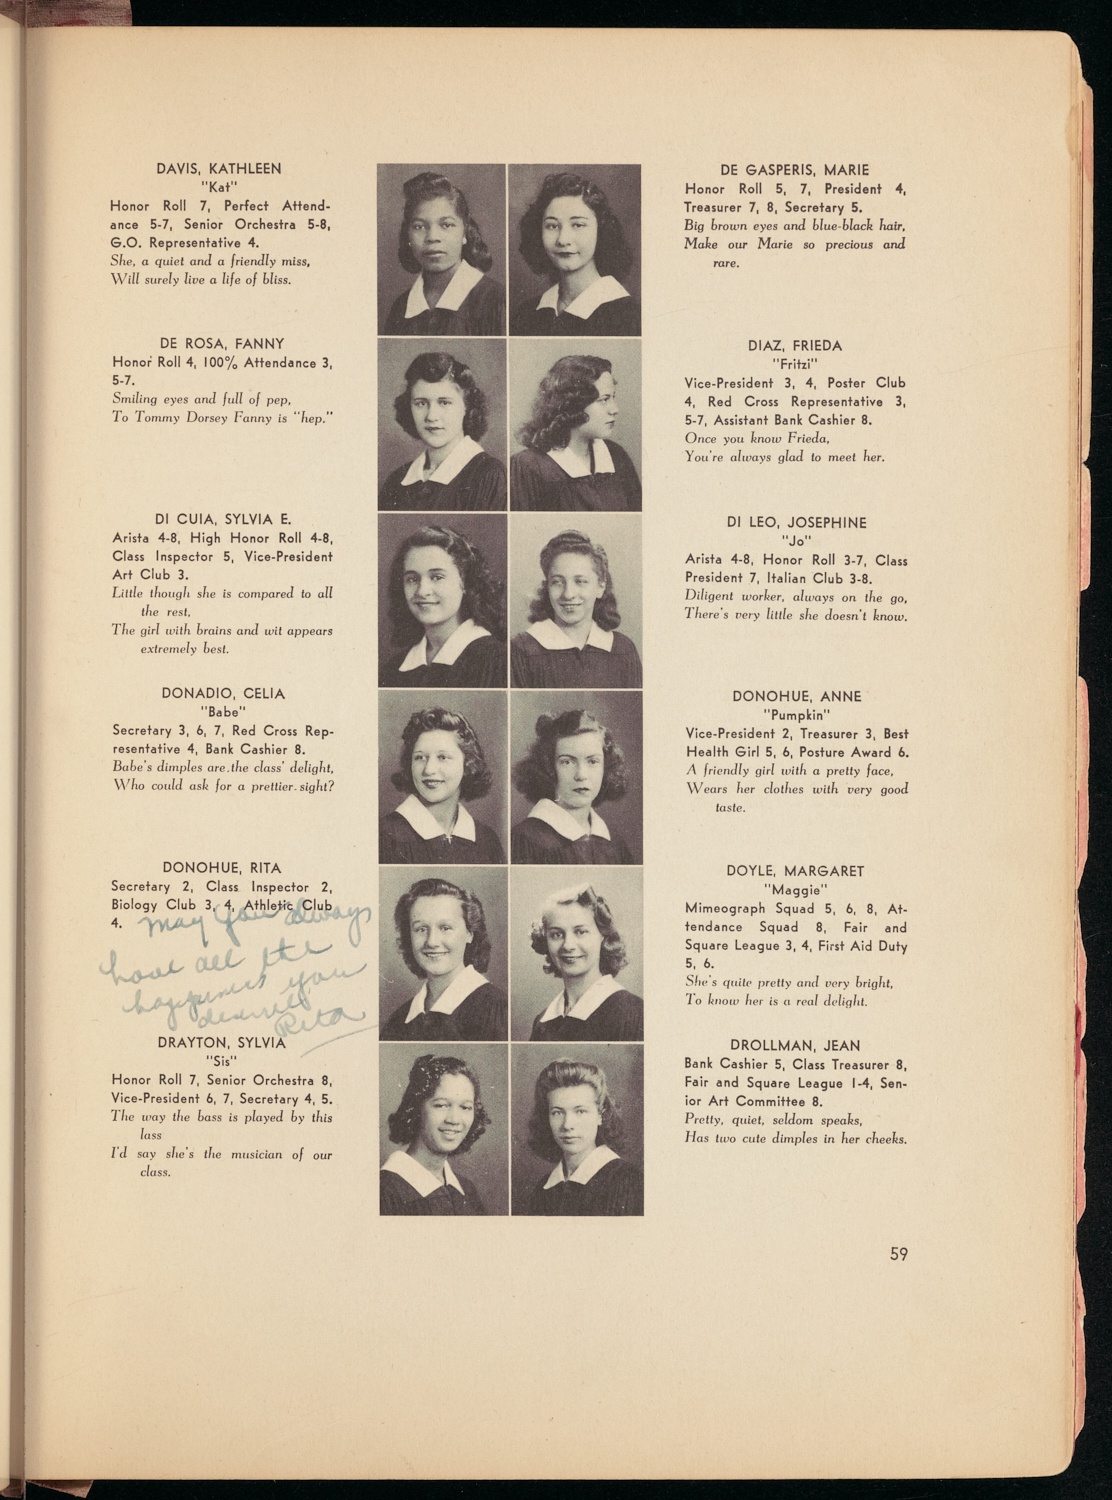 DAVIS, KATHLEEN
"Kat"
Honor Roll 7, Perfect Attend-
ance 5-7, Senior Orchestra 5-8,
G.O. Representative 4.
She, a quiet and a friendly miss,
Will surely live a life of bliss.
DE ROSA, FANNY
Honor Roll 4, 100% Attendance 3,
5-7.
Smiling eyes and full of pep,
To Tommy Dorsey Fanny is "hep."
DI CUIA, SYLVIA E.
Arista 4-8, High Honor Roll 4-8,
Class Inspector 5, Vice-President
Art Club 3.
Little though she is compared to all
the rest,
The girl with brains and wit appears
extremely best.
DONADIO, CELIA
"Babe"
Secretary 3, 6, 7, Red Cross Rep-
resentative 4, Bank Cashier 8.
Babe's dimples are the class' delight,
Who could ask for a prettier sight?
DONOHUE, RITA
Secretary 2, Class Inspector 2,
Biology Club 3, 4, Athletic Club
4.
May you always
have all the
happiness you
deserve
Rita
DRAYTON, SYLVIA
"Sis"
Honor Roll 7, Senior Orchestra 8,
Vice-President 6, 7, Secretary 4, 5.
The way the bass is played by this
lass
I'd say she's the musician of our
class.
DE GASPERIS, MARIE
Honor Roll 5, 7, President 4,
Treasurer 7, 8, Secretary 5.
Big brown eyes and blue-black hair,
Make our Marie so precious and
rare.
DIAZ, FRIEDA
"Fritzi"
Vice-President 3, 4, Poster Club
4, Red Cross Representative 3,
5-7, Assistant Bank Cashier 8.
Once you know Frieda,
You're always glad to meet her.
DI LEO, JOSEPHINE
"Jo"
Arista 4-8, Honor Roll 3-7, Class
President 7, Italian Club 3-8.
Diligent worker, always on the go,
There's very little she doesn't know.
DONOHUE, ANNE
"Pumpkin"
Vice-President 2, Treasurer 3, Best
Health Girl 5, 6, Posture Award 6.
A friendly girl with a pretty face,
Wears her clothes with very good
taste.
DOYLE, MARGARET
"Maggie"
Mimeograph Squad 5, 6, 8, At-
tendance Squad 8, Fair and
Square League 3, 4, First Aid Duty
5, 6.
She's quite pretty and very bright,
To know her is a real delight.
DROLLMAN, JEAN
Bank Cashier 5, Class Treasurer 8,
Fair and Square League 1-4, Sen-
ior Art Committee 8.
Pretty, quiet, seldom speaks,
Has two cute dimples in her cheeks.
59